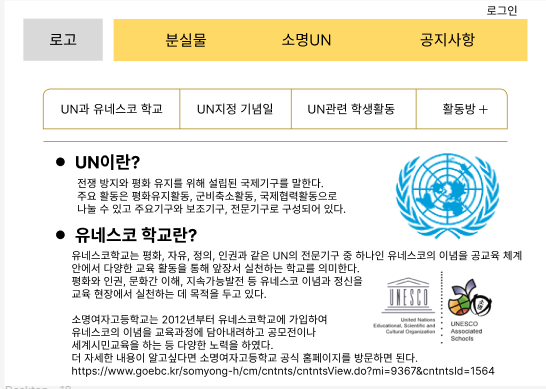 로그인
로고
분실물
소명UN
공지사항
UN과 유네스코 학교
UN지정 기념일
UN관련 학생활동
활동방 +
● UN이란?
전쟁 방지와 평화 유지를 위해 설립된 국제기구를 말한다.
주요 활동은 평화유지활동, 군비축소활동, 국제협력활동으로
나눌 수 있고 주요기구와 보조기구, 전문기구로 구성되어 있다.
● 유네스코 학교란?
유네스코학교는 평화, 자유, 정의, 인권과 같은 UN의 전문기구 중 하나인 유네스코의 이념을 공교육 체계
안에서 다양한 교육 활동을 통해 앞장서 실천하는 학교를 의미한다.
평화와 인권, 문화간 이해, 지속가능발전 등 유네스코 이념과 정신을
교육 현장에서 실천하는 데 목적을 두고 있다.
UNESCO
United Nations
Educational, Scientific and
Cultural Organization
UNESCO
Associated
Schools
소명여자고등학교는 2012년부터 유네스코학교에 가입하여
유네스코의 이념을 교육과정에 담아내려하고 공모전이나
세계시민교육을 하는 등 다양한 노력을 하였다.
더 자세한 내용이 알고싶다면 소명여자고등학교 공식 홈페이지를 방문하면 된다.
https://www.goebc.kr/somyong-h/cm/cntnts/cntntsView.do?mi=9367&cntntsId=1564